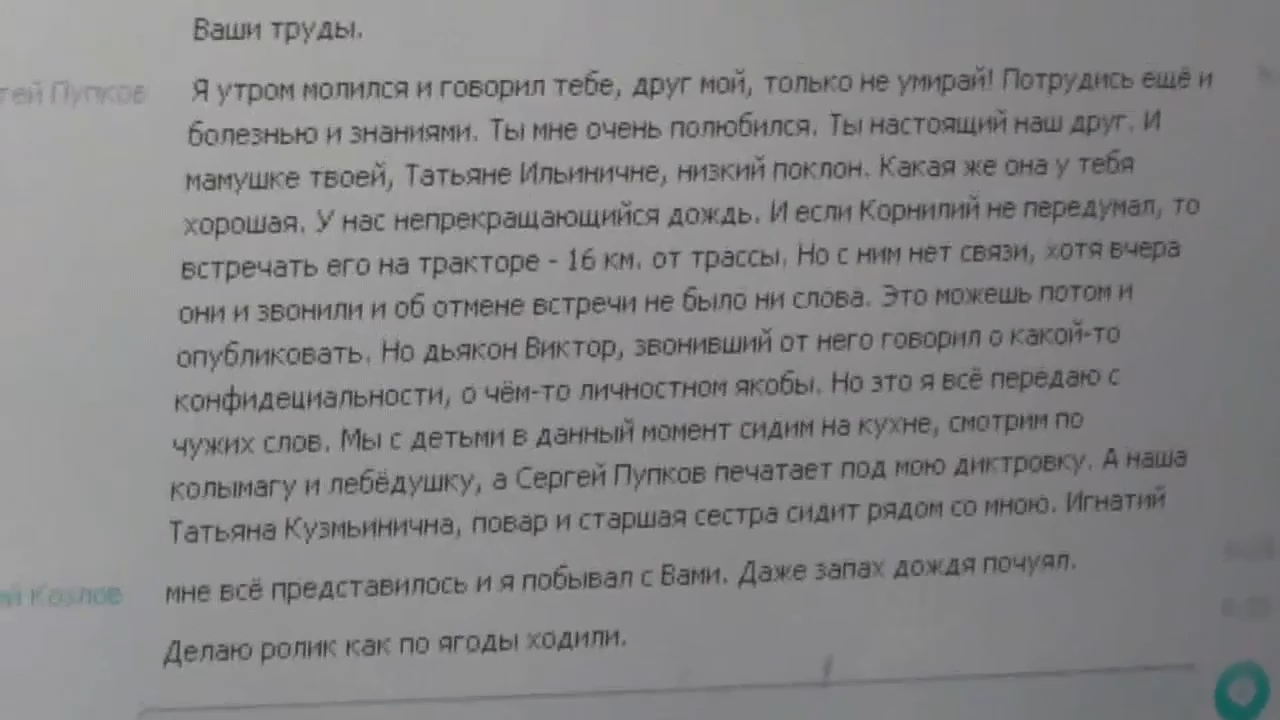 Ваши труды.
Пупков
Я утром молился и говорил тебе, друг мой, только не умирай! Потрудись ещё и
болезнью и знаниями. Ты мне очень полюбился. Ты настоящий наш друг. И
мамушке твоей, Татьяне Ильиничне, низкий поклон. Какая же она у тебя
хорошая. У нас непрекращающийся дождь. И если Корнилий не передумал, то
встречать его на тракторе - 16 км. от трассы. Но с ним нет связи, хотя вчера
они и звонили и об отмене встречи не было ни слова. Это можешь потом и
опубликовать. Но дьякон Виктор, звонивший от него говорил о какой-то
конфидециальности, о чём-то личностном якобы. Но это я всё передаю с
чужих слов. Мы с детьми в данный момент сидим на кухне, смотрим по
колымагу и лебёдушку, а Сергей Пупков печатает под мою диктровку. А наша
Татьяна Кузмьинична, повар и старшая сестра сидит рядом со мною. Игнатий
Козлов
мне всё представилось и я побывал с Вами. Даже запах дождя почуял.
Делаю ролик как по ягоды ходили.